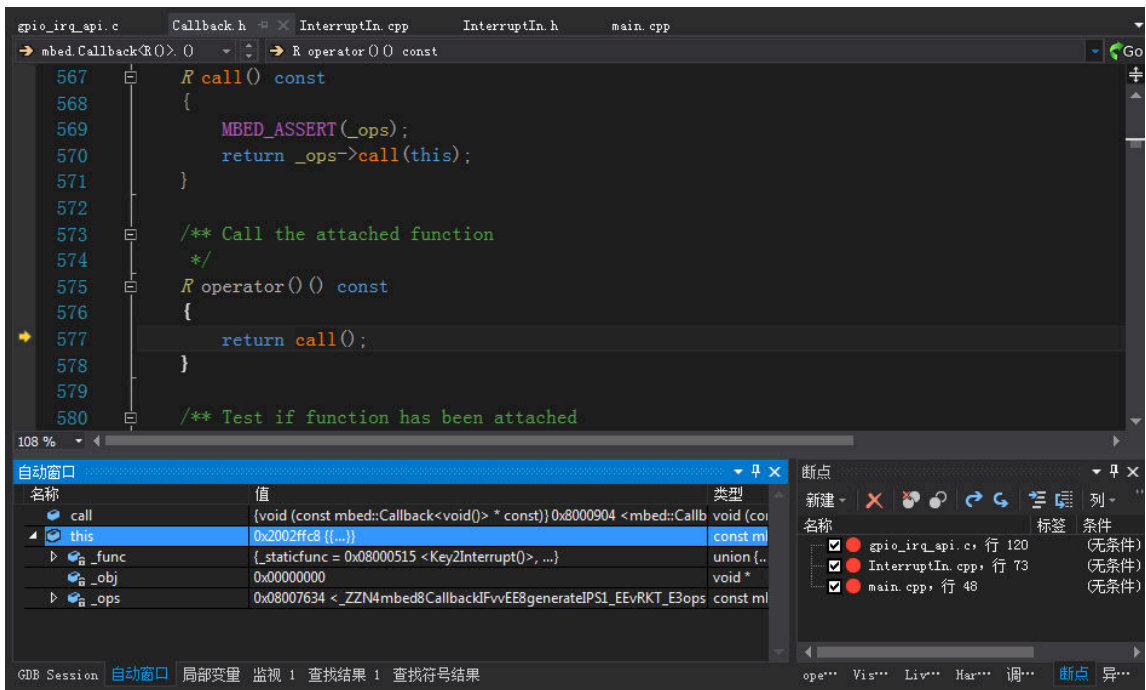 gpio_irq_api.c Callback.h InterruptIn.cpp InterruptIn.h main.cpp
mbed.Callback<R()>.() R operator()() const Go
567 R call() const
568 {
569 MBED_ASSERT(_ops);
570 return _ops->call(this);
571 }
572
573 /** Call the attached function
574 */
575 R operator()() const
576 {
577 return call();
578 }
579
580 /** Test if function has been attached
108 %
自动窗口
名称 值 类型
call {void (const mbed::Callback<void()> * const)} 0x8000904 <mbed::Callb void (con
this 0x2002ffc8 {{...}} const ml
_func {_staticfunc = 0x08000515 <Key2Interrupt()>, ...} union {..
_obj 0x00000000 void *
_ops 0x08007634 <_ZZN4mbed8CallbackIFvvEE8generateIPS1_EEvRKT_E3ops const ml
断点
新建 列
名称 标签 条件
gpio_irq_api.c，行 120 (无条件)
InterruptIn.cpp，行 73 (无条件)
main.cpp，行 48 (无条件)
GDB Session 自动窗口 局部变量 监视 1 查找结果 1 查找符号结果
ope… Vis… Liv… Har… 调… 断点 异…